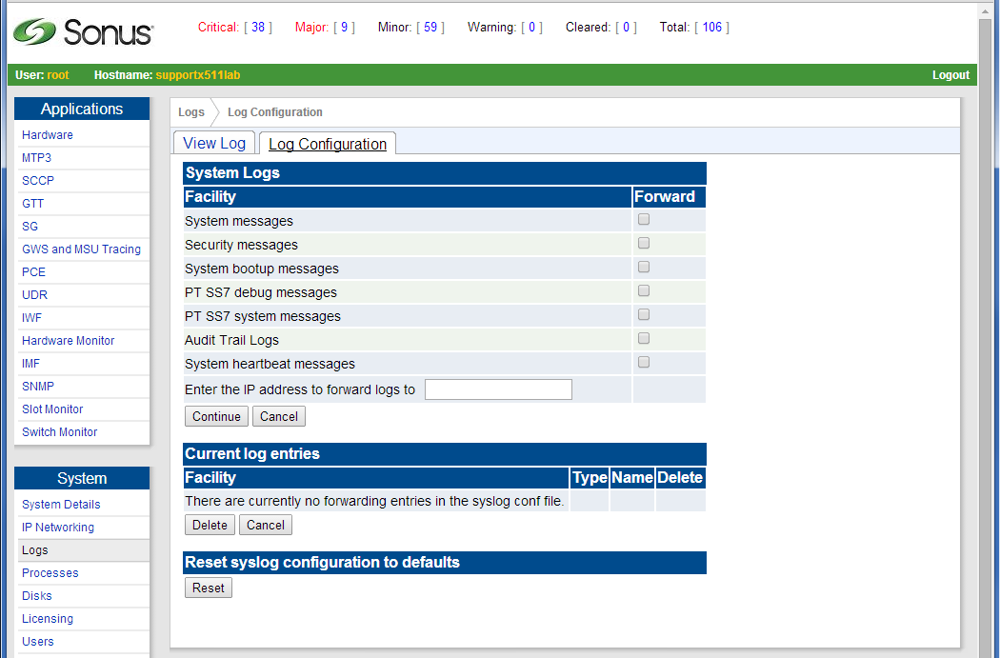 Sonus
Critical: [ 38 ] Major: [ 9 ] Minor: [ 59 ] Warning: [ 0 ] Cleared: [ 0 ] Total: [ 106 ]
User: root Hostname: supportx511lab Logout
Applications
Hardware
MTP3
SCCP
GTT
SG
GWS and MSU Tracing
PCE
UDR
IWF
Hardware Monitor
IMF
SNMP
Slot Monitor
Switch Monitor
System
System Details
IP Networking
Logs
Processes
Disks
Licensing
Users
Logs Log Configuration
View Log Log Configuration
System Logs
Facility Forward
System messages
Security messages
System bootup messages
PT SS7 debug messages
PT SS7 system messages
Audit Trail Logs
System heartbeat messages
Enter the IP address to forward logs to
Continue Cancel
Current log entries
Facility Type Name Delete
There are currently no forwarding entries in the syslog conf file.
Delete Cancel
Reset syslog configuration to defaults
Reset